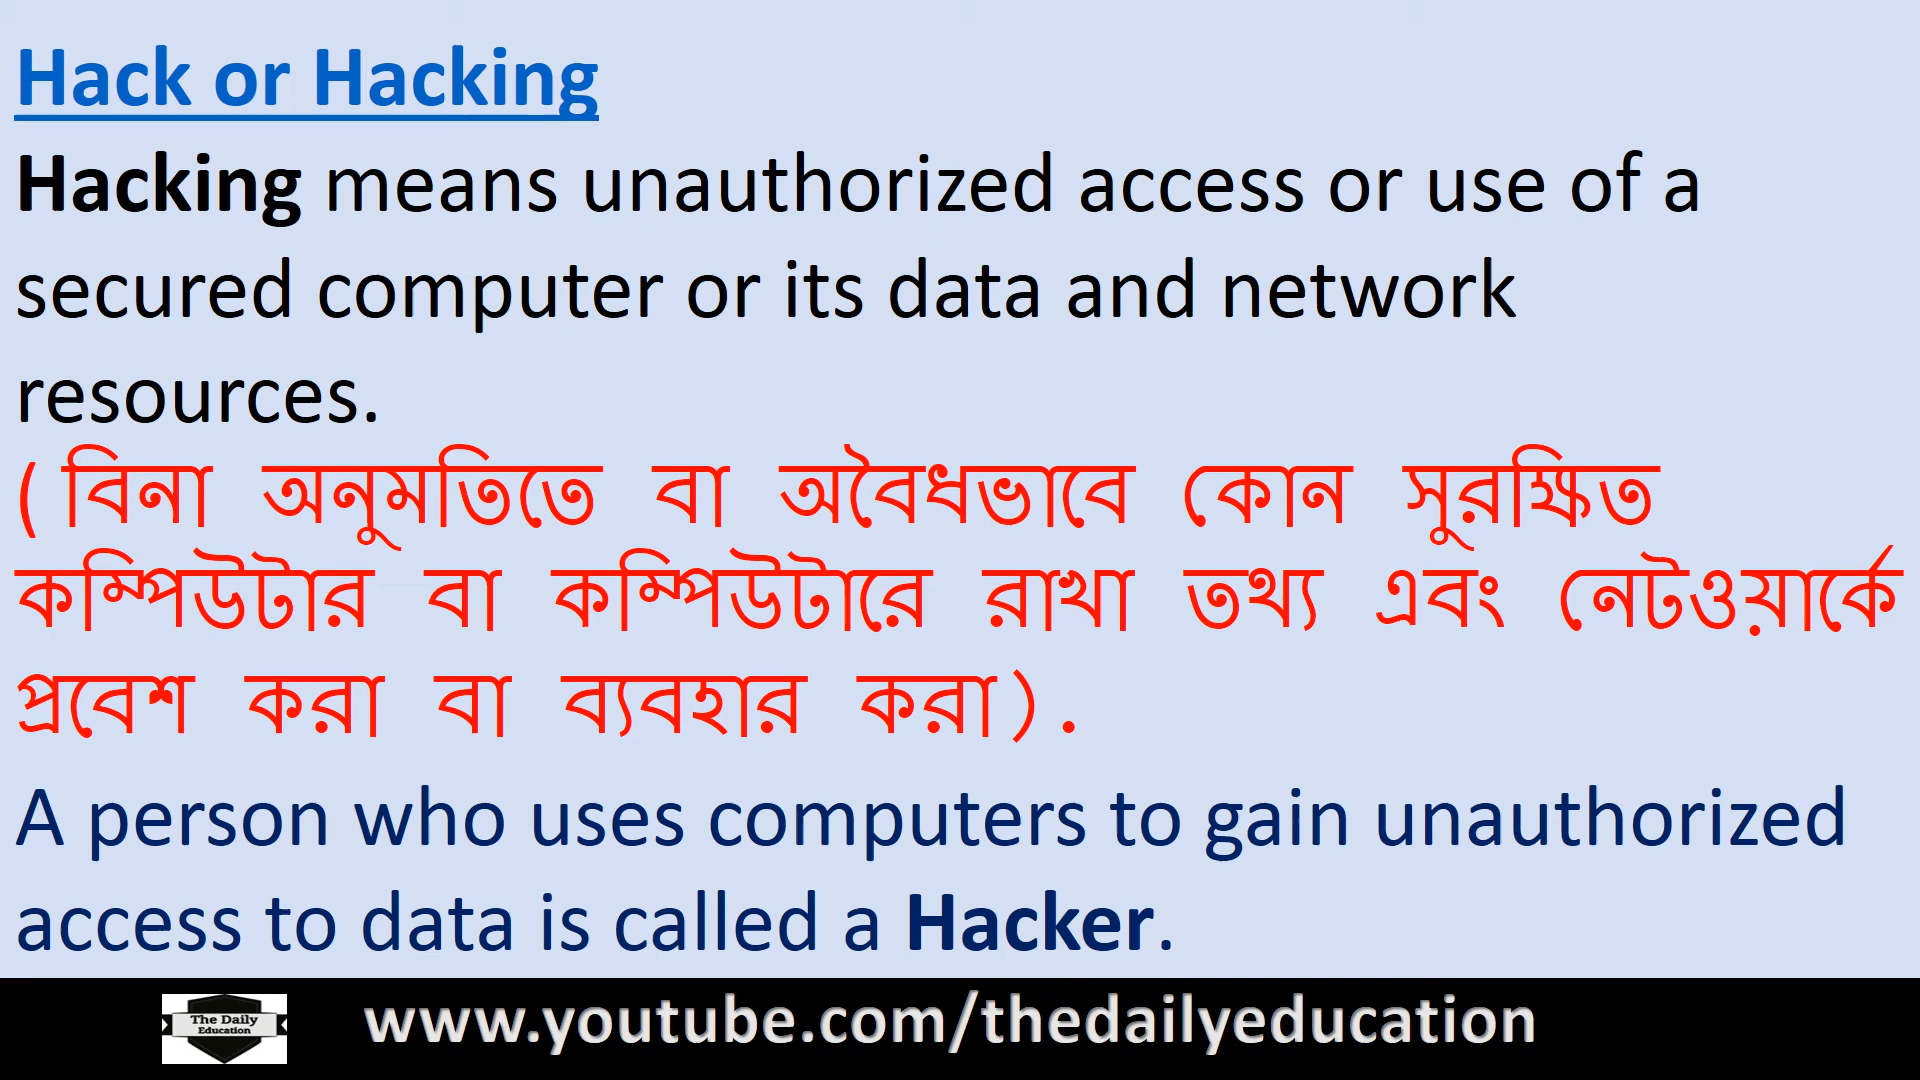 Hack or Hacking
Hacking means unauthorized access or use of a
secured computer or its data and network
resources.
(বিনা অনুমতিতে বা অবৈধভাবে কোন সুরক্ষিত
কম্পিউটার বা কম্পিউটারে রাখা তথ্য এবং নেটওয়ার্কে
প্রবেশ করা বা ব্যবহার করা).
A person who uses computers to gain unauthorized
access to data is called a Hacker.
The Daily
Education
www.youtube.com/thedailyeducation